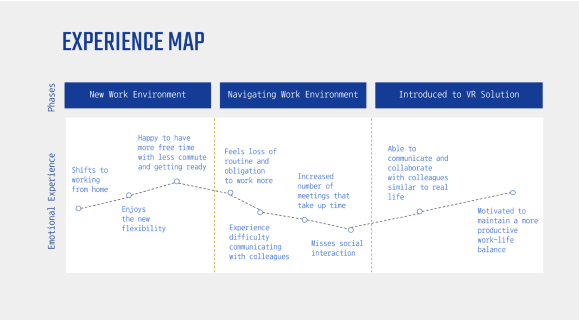 EXPERIENCE MAP
Phases
New Work Environment
Navigating Work Environment
Introduced to VR Solution
Emotional Experience
Shifts to
working
from home
Enjoys
the new
flexibility
Happy to have
more free time
with less commute
and getting ready
Feels loss of
routine and
obligation
to work more
Experience
difficulty
communicating
with colleagues
Increased
number of
meetings that
take up time
Misses social
interaction
Able to
communicate and
collaborate
with colleagues
similar to real
life
Motivated to
maintain a more
productive
work-life
balance